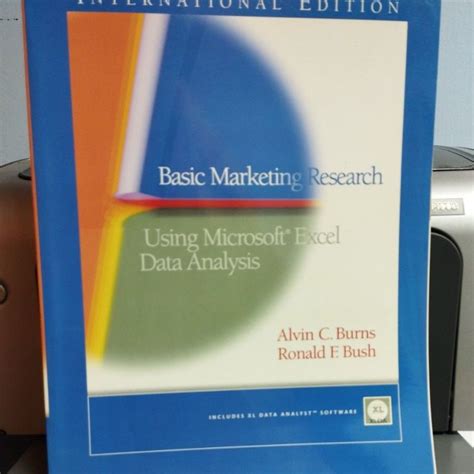 INTERNATIONAL EDITION
Basic Marketing Research
Using Microsoft® Excel
Data Analysis
Alvin C. Burns
Ronald F. Bush
INCLUDES XL DATA ANALYST™ SOFTWARE
XL